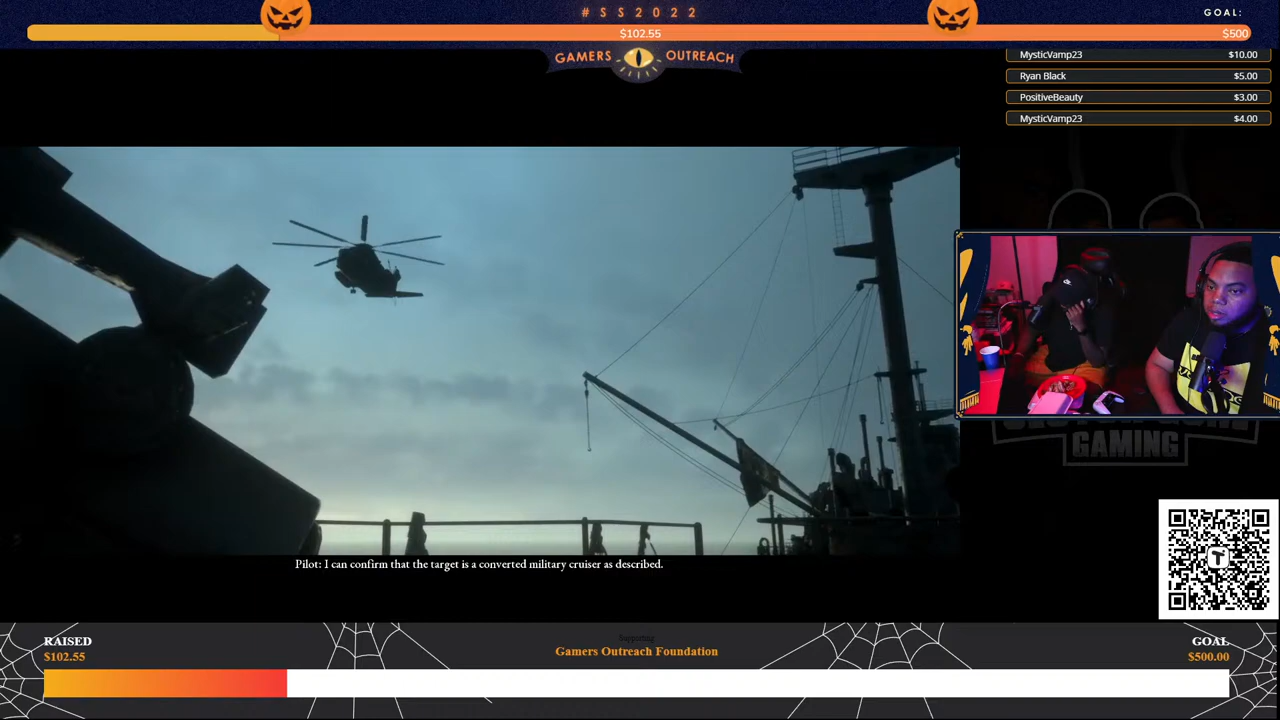 #SS2022
GOAL:
$102.55
$500
GAMERS OUTREACH
MysticVamp23 $10.00
Ryan Black $5.00
PositiveBeauty $3.00
MysticVamp23 $4.00
GAMING
Pilot: I can confirm that the target is a converted military cruiser as described.
RAISED
$102.55
Supporting
Gamers Outreach Foundation
GOAL
$500.00